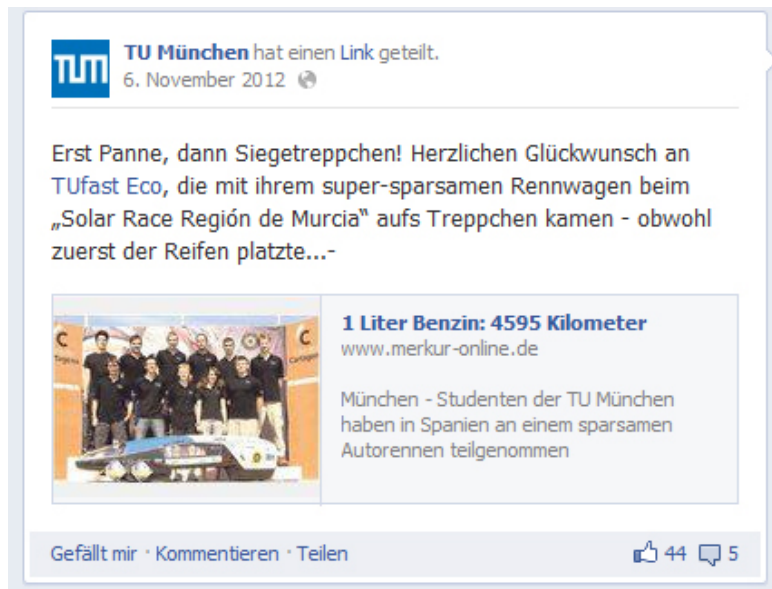 TUM
TU München hat einen Link geteilt.
6. November 2012
Erst Panne, dann Siegetreppchen! Herzlichen Glückwunsch an
TUfast Eco, die mit ihrem super-sparsamen Rennwagen beim
„Solar Race Región de Murcia“ aufs Treppchen kamen - obwohl
zuerst der Reifen platzte...-
C
C
1 Liter Benzin: 4595 Kilometer
www.merkur-online.de
München - Studenten der TU München
haben in Spanien an einem sparsamen
Autorennen teilgenommen
Gefällt mir · Kommentieren · Teilen
44 5